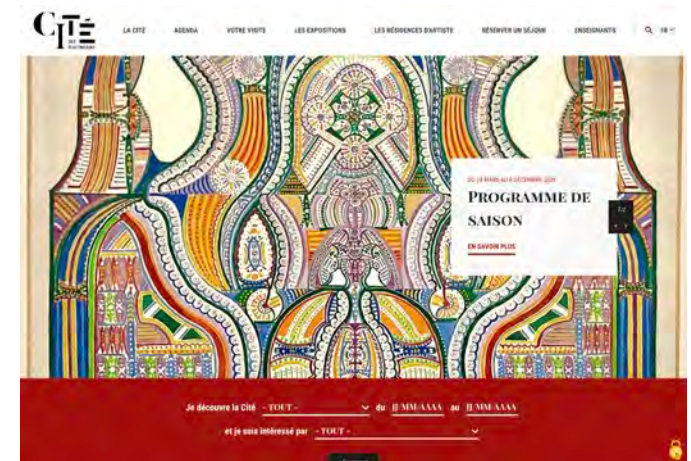 CITÉ
DES
ÉLECTRICIENS
LA CITÉ
AGENDA
VOTRE VISITE
LES EXPOSITIONS
LES RÉSIDENCES D'ARTISTE
RÉSERVER UN SÉJOUR
ENSEIGNANTS
FR
PROGRAMME DE
SAISON
EN SAVOIR PLUS
Je découvre la Cité - TOUT - du JJ/MM/AAAA au JJ/MM/AAAA
et je suis intéressé par - TOUT -